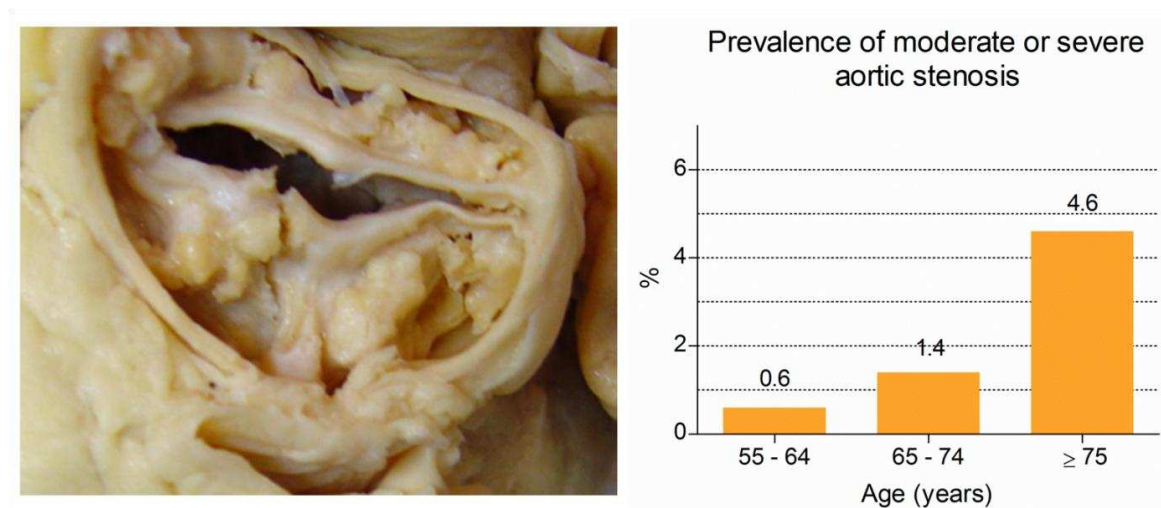 Prevalence of moderate or severe
aortic stenosis
6
4
2
0
%
0.6
1.4
4.6
55 - 64
65 - 74
≥ 75
Age (years)